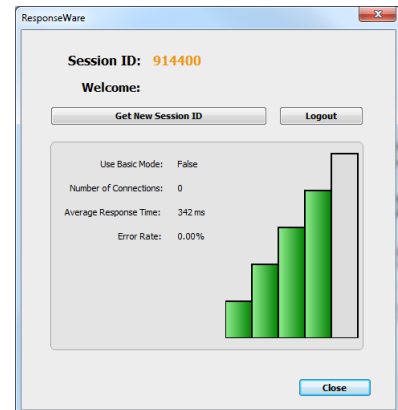 ResponseWare
Session ID: 914400
Welcome:
Get New Session ID Logout
Use Basic Mode: False
Number of Connections: 0
Average Response Time: 342 ms
Error Rate: 0.00%
Close